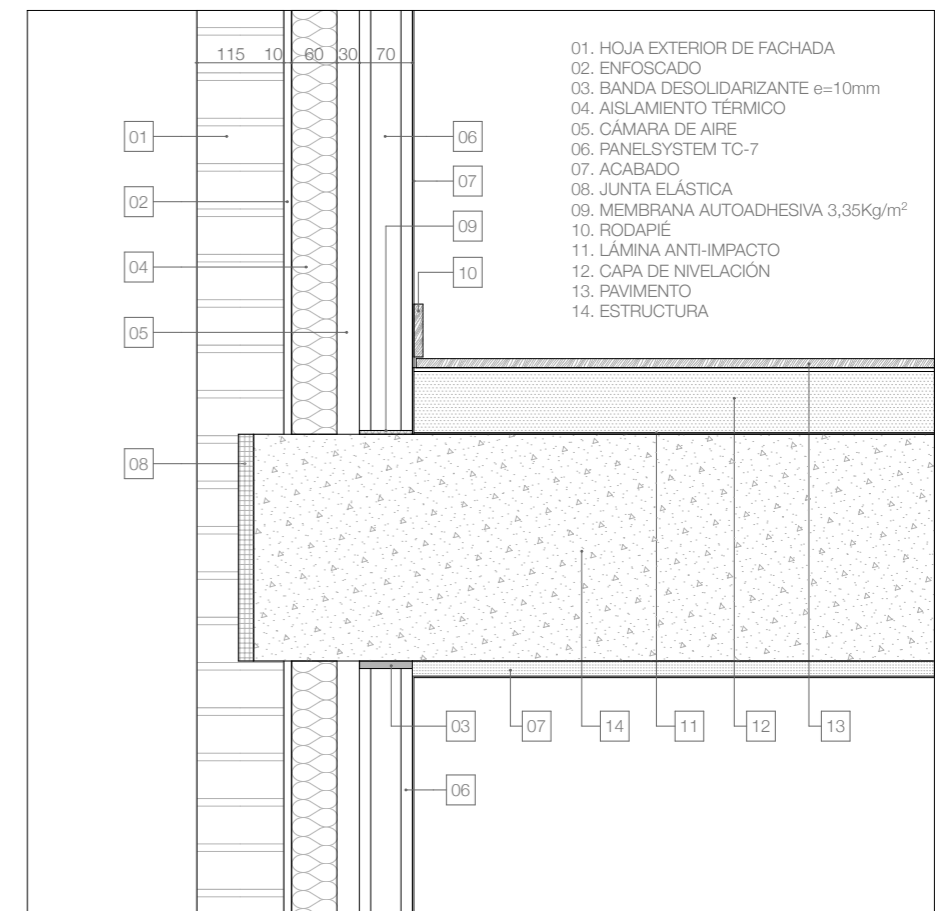 115 10 60 30 70
01. HOJA EXTERIOR DE FACHADA
02. ENFOSCADO
03. BANDA DESOLIDARIZANTE e=10mm
04. AISLAMIENTO TÉRMICO
05. CÁMARA DE AIRE
06. PANELSYSTEM TC-7
07. ACABADO
08. JUNTA ELÁSTICA
09. MEMBRANA AUTOADHESIVA 3,35Kg/m²
10. RODAPIÉ
11. LÁMINA ANTI-IMPACTO
12. CAPA DE NIVELACIÓN
13. PAVIMENTO
14. ESTRUCTURA
01
06
07
02
09
04
10
05
08
03 07 14 11 12 13
06